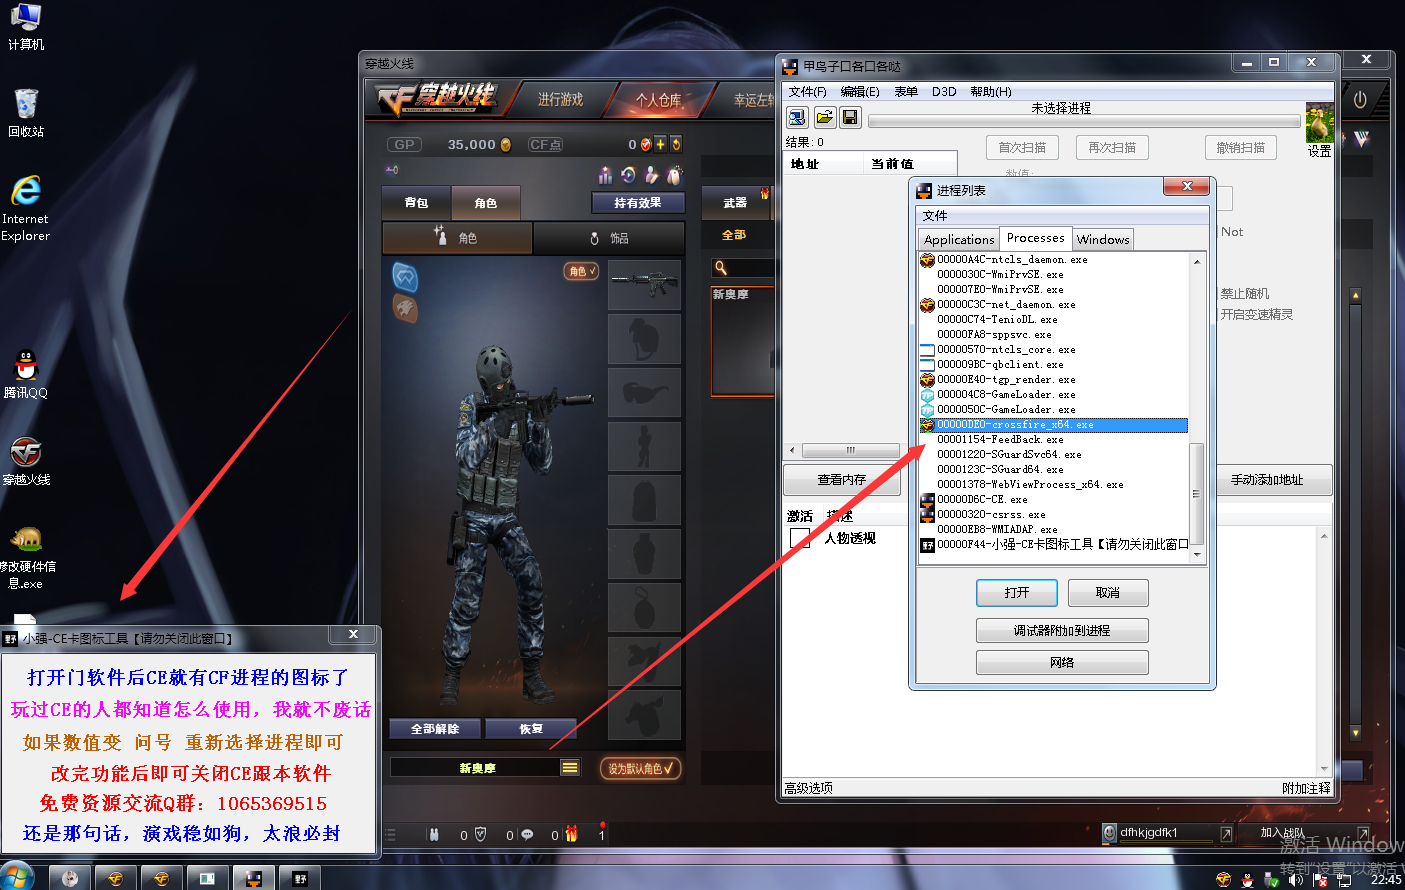 计算机
回收站
Internet
Explorer
腾讯QQ
穿越火线
修改硬件信
息.exe
小强-CE卡图标工具【请勿关闭此窗口】
打开门软件后CE就有CF进程的图标了
玩过CE的人都知道怎么使用，我就不废话
如果数值变 问号 重新选择进程即可
改完功能后即可关闭CE跟本软件
免费资源交流Q群：1065369515
还是那句话，演戏稳如狗，太浪必封
穿越火线
穿越火线
进行游戏
个人仓库
幸运左轮
GP
35,000
CF点
0
背包
角色
持有效果
武器
角色
饰品
全部
角色
新奥摩
全部解除
恢复
新奥摩
设为默认角色
0
0
0
1
dfhkjgdfk1
加入战队
甲鸟子口各口各哒
文件(F) 编辑(E) 表单 D3D 帮助(H)
未选择进程
设置
结果: 0
地址
当前值
首次扫描
再次扫描
撤销扫描
数值:
Not
禁止随机
开启变速精灵
查看内存
手动添加地址
激活 描述
人物透视
高级选项
附加注释
进程列表
文件
Applications
Processes
Windows
00000A4C-ntcls_daemon.exe
0000030C-WmiPrvSE.exe
000007E0-WmiPrvSE.exe
00000C3C-net_daemon.exe
00000C74-TenioDL.exe
00000FA8-sppsvc.exe
00000570-ntcls_core.exe
000009BC-qbclient.exe
00000E40-tgp_render.exe
000004C8-GameLoader.exe
0000050C-GameLoader.exe
00000DE0-crossfire_x64.exe
00001154-FeedBack.exe
00001220-SGuardSvc64.exe
0000123C-SGuard64.exe
00001378-WebViewProcess_x64.exe
00000D6C-CE.exe
00000320-csrss.exe
00000EB8-WMIADAP.exe
00000F44-小强-CE卡图标工具【请勿关闭此窗口
打开
取消
调试器附加到进程
网络
激活 Window
转到"设置"以激活
22:45